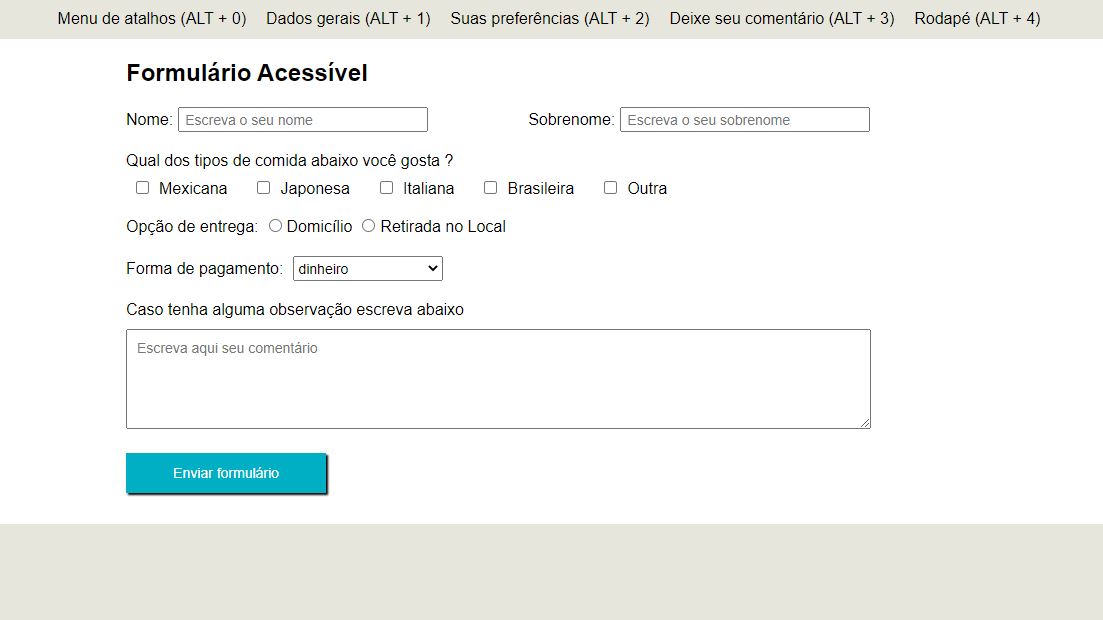 Menu de atalhos (ALT + 0) Dados gerais (ALT + 1) Suas preferências (ALT + 2) Deixe seu comentário (ALT + 3) Rodapé (ALT + 4)
Formulário Acessível
Nome: Escreva o seu nome Sobrenome: Escreva o seu sobrenome
Qual dos tipos de comida abaixo você gosta ?
Mexicana Japonesa Italiana Brasileira Outra
Opção de entrega: Domicílio Retirada no Local
Forma de pagamento: dinheiro
Caso tenha alguma observação escreva abaixo
Escreva aqui seu comentário
Enviar formulário